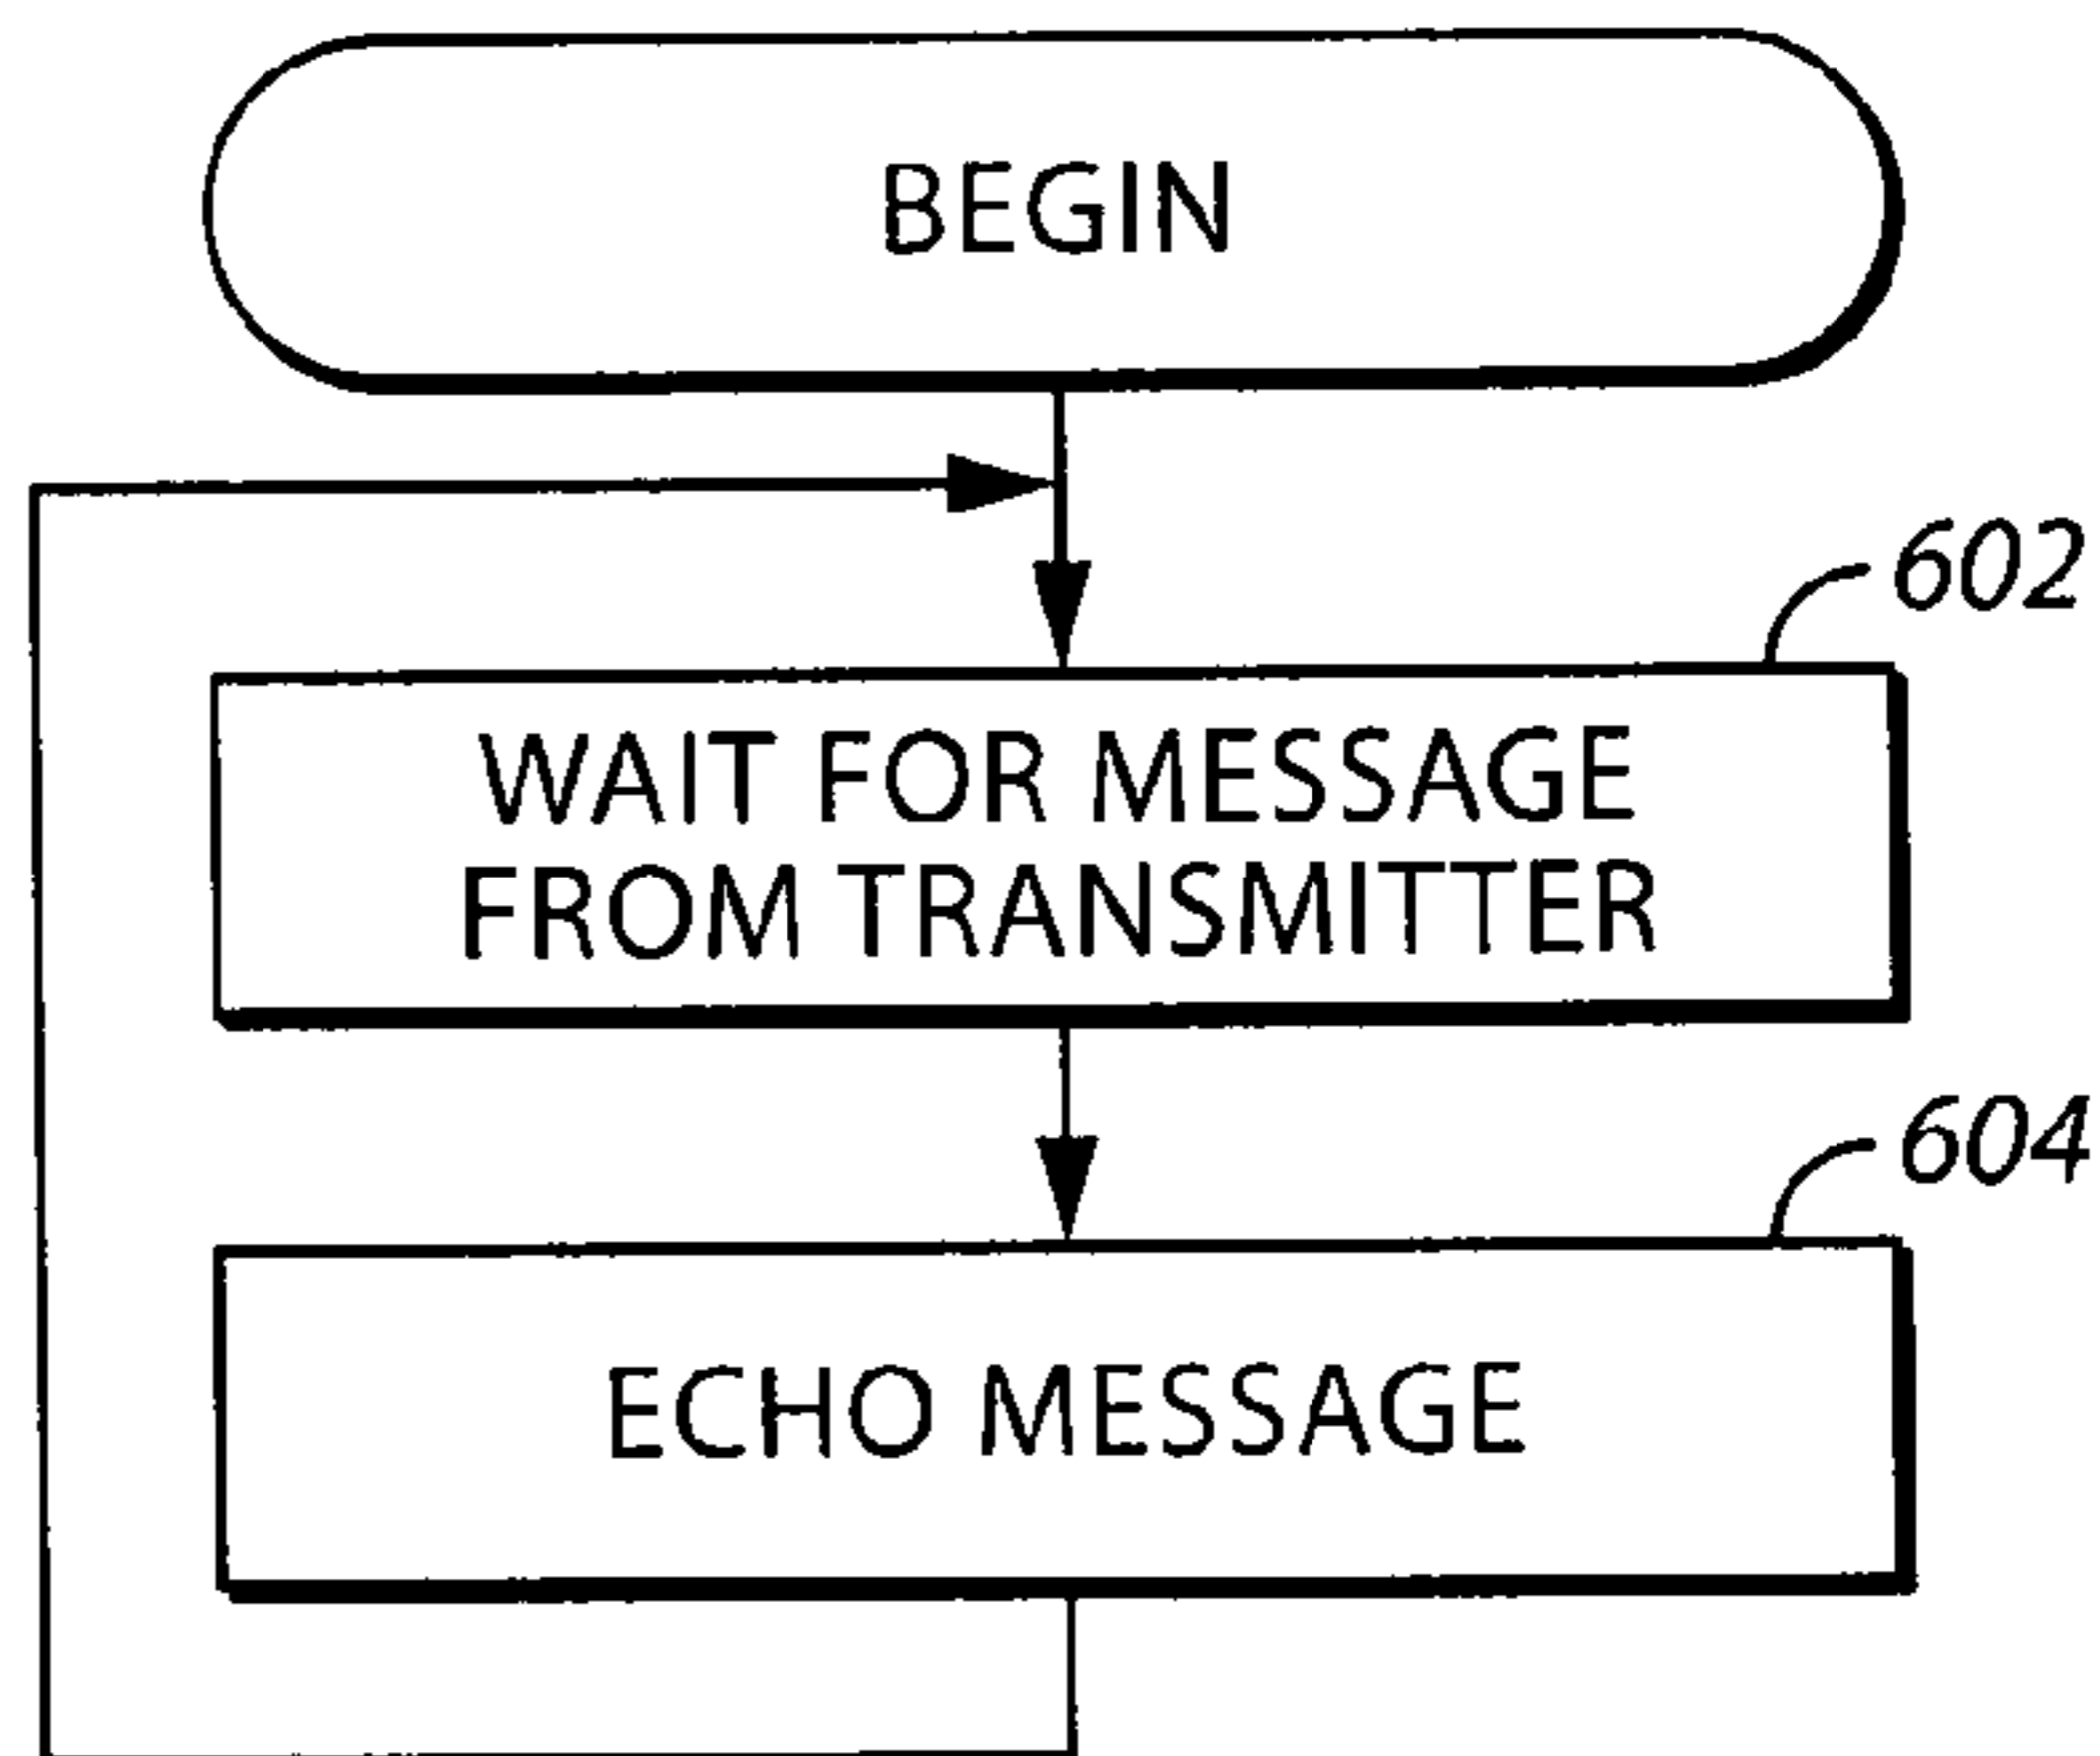 BEGIN
602
WAIT FOR MESSAGE
FROM TRANSMITTER
604
ECHO MESSAGE